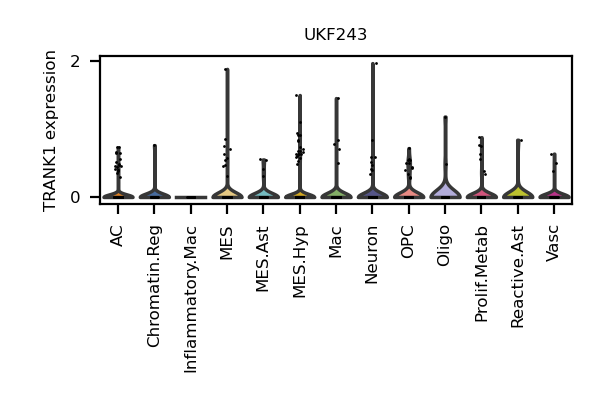 UKF243
TRANK1 expression
2
0
AC
Chromatin.Reg
Inflammatory.Mac
MES
MES.Ast
MES.Hyp
Mac
Neuron
OPC
Oligo
Prolif.Metab
Reactive.Ast
Vasc